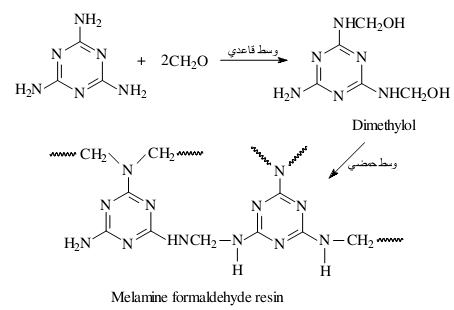 NH₂
N N
H₂N N NH₂
+ 2CH₂O
وسط قاعدي
NHCH₂OH
N N
H₂N N NHCH₂OH
Dimethylol
وسط حمضي
CH₂ CH₂
N
N N
H₂N N HNCH₂ N
H
N
N N
N N CH₂
H
Melamine formaldehyde resin